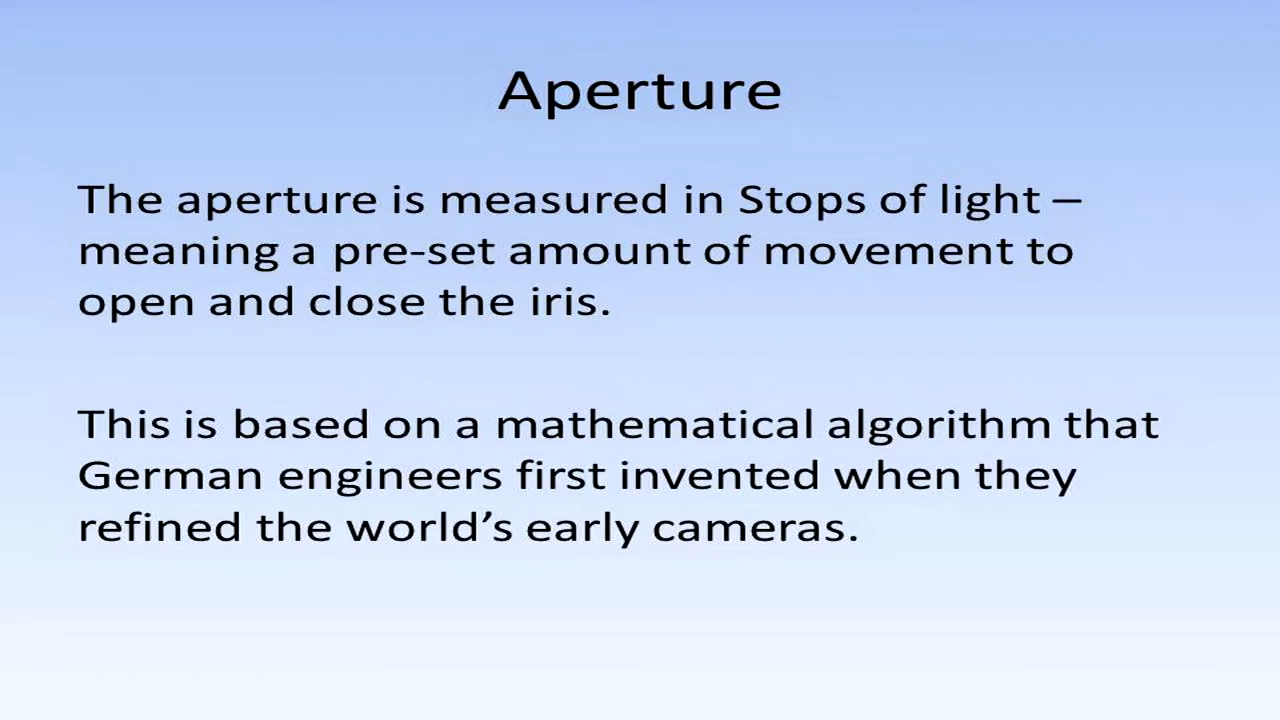 Aperture
The aperture is measured in Stops of light –
meaning a pre-set amount of movement to
open and close the iris.
This is based on a mathematical algorithm that
German engineers first invented when they
refined the world’s early cameras.